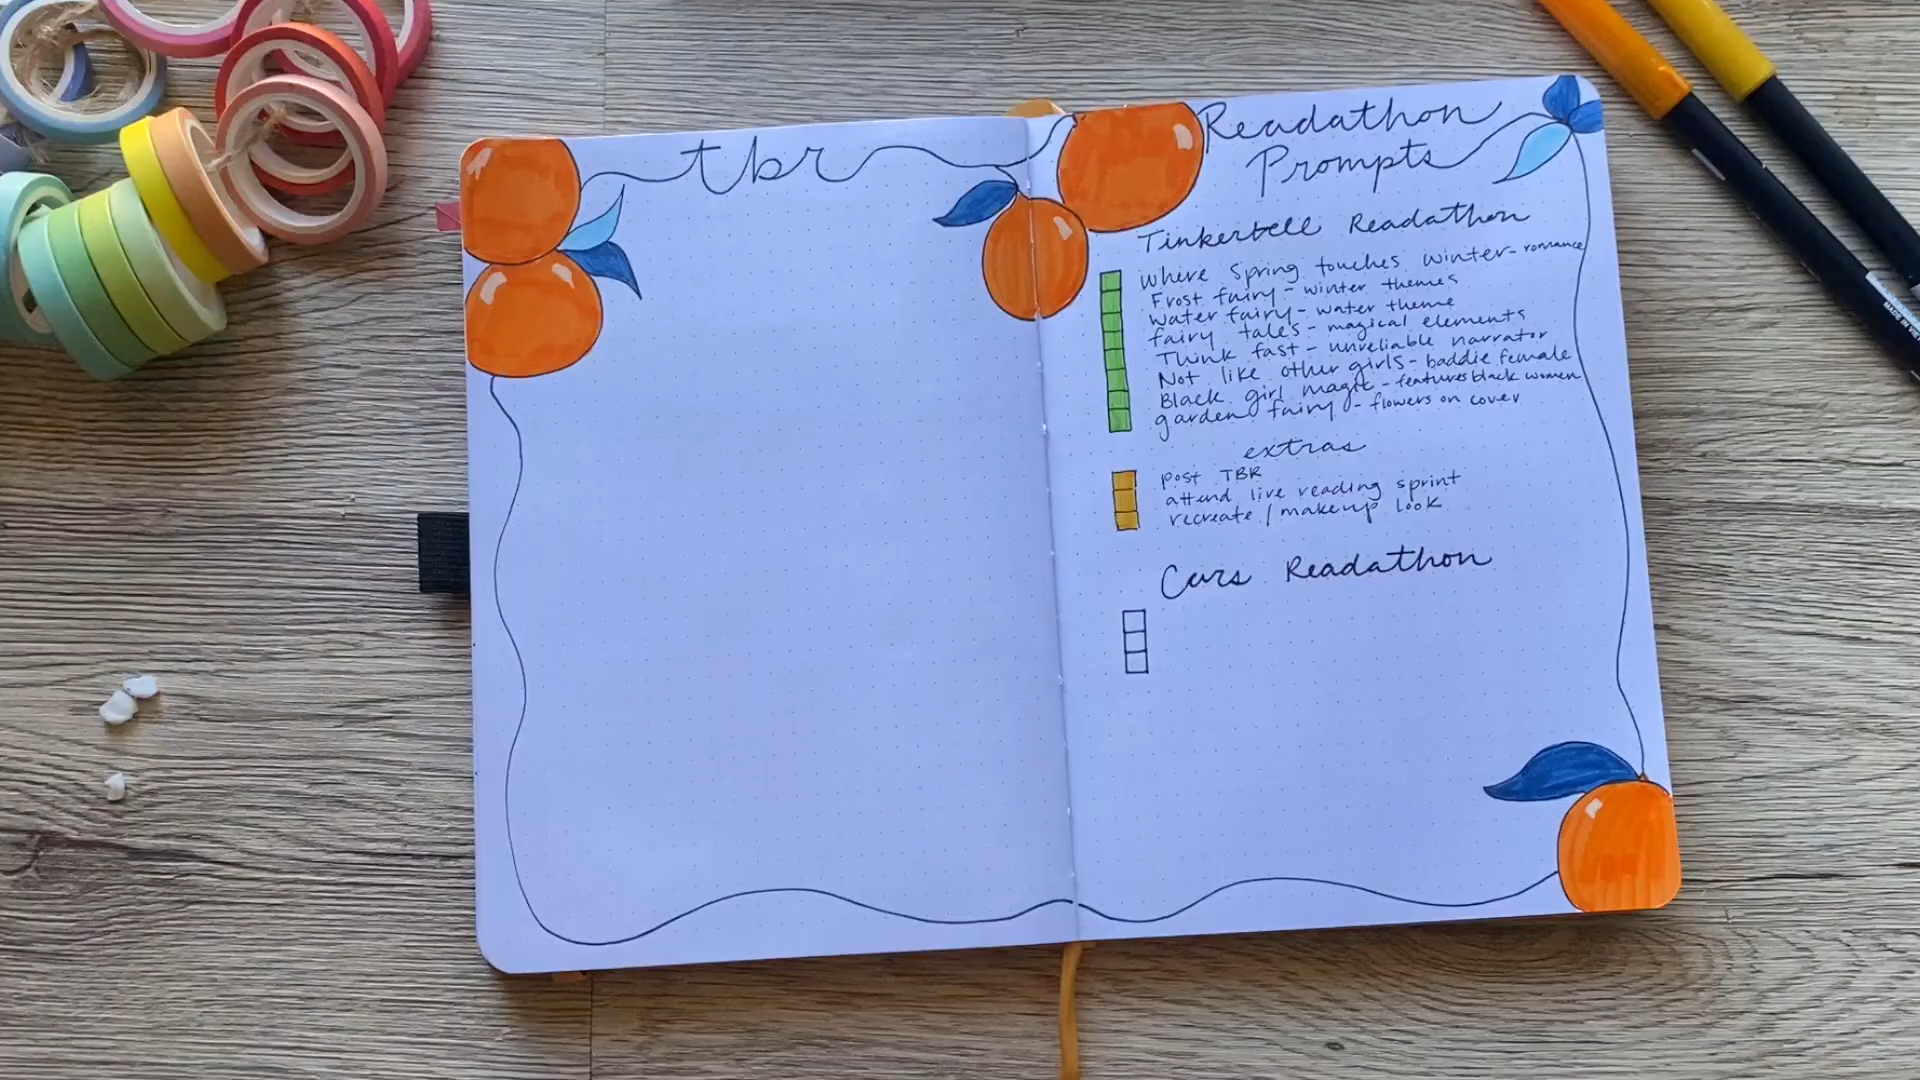 tbr
Readathon
Prompts
Tinkerbell Readathon
where spring touches winter - romance
Frost fairy - winter themes
water fairy - water theme
fairy tales - magical elements
Think fast - unreliable narrator
Not like other girls - baddie female
Black girl magic - features black women
garden fairy - flowers on cover
extras
post TBR
attend live reading sprint
recreate / makeup look
Cars Readathon